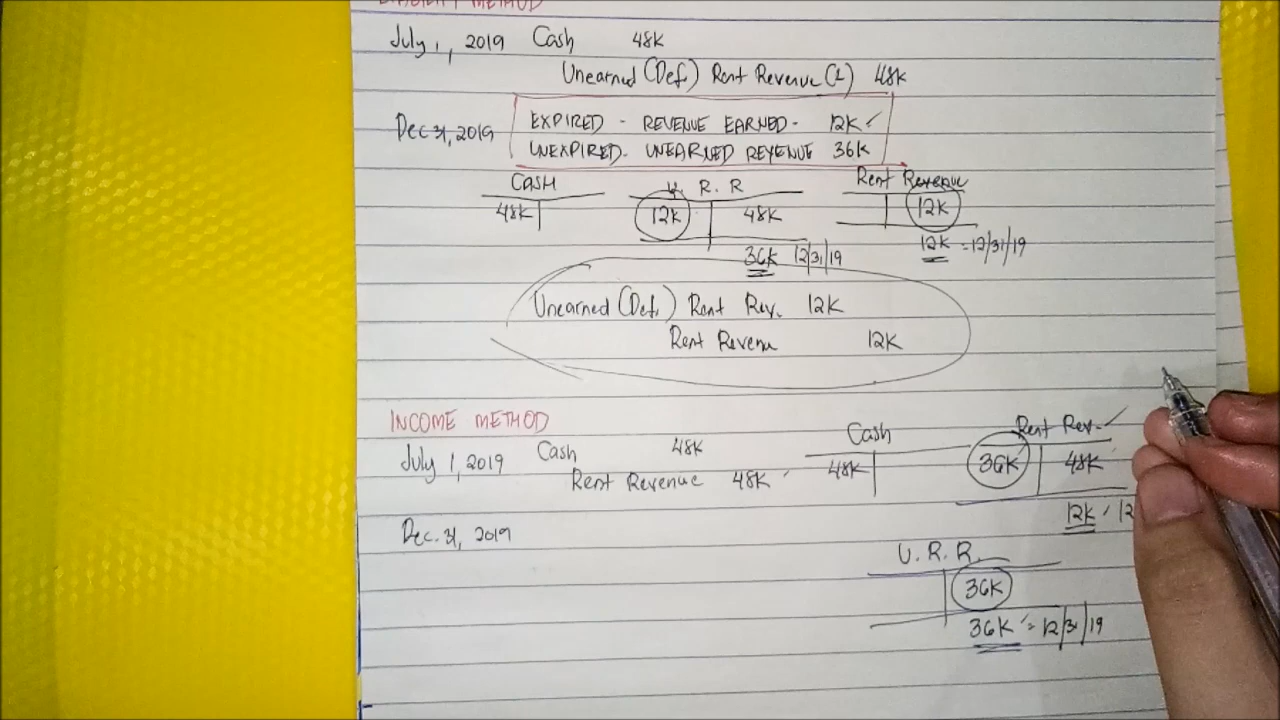 METHOD
July 1, 2019 Cash 48K
Unearned (Def.) Rent Revenue (L) 48K
Dec 31, 2019
EXPIRED - REVENUE EARNED - 12K ✓
UNEXPIRED - UNEARNED REVENUE 36K
CASH U. R. R Rent Revenue
48K 12K 48K 12K
36K 12/31/19 12K = 12/31/19
Unearned (Def.) Rent Rev. 12K
Rent Revenu 12K
INCOME METHOD
July 1, 2019 Cash 48K
Rent Revenue 48K
Cash Rent Rev. ✓
48K 36K 48K
12K 12
Dec. 31, 2019
U. R. R.
36K
36K = 12/31/19